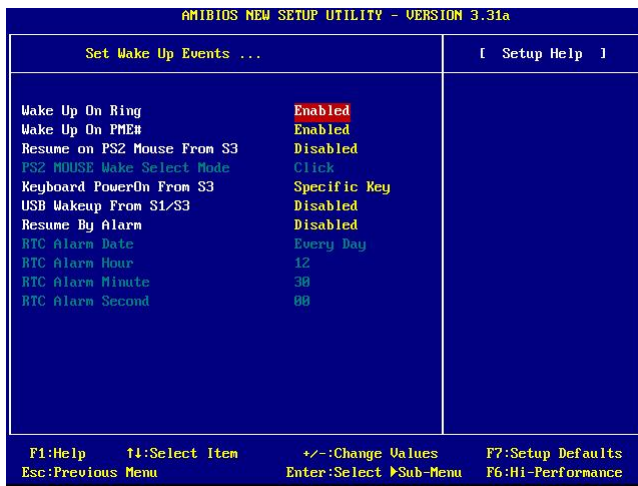 AMIBIOS NEW SETUP UTILITY - VERSION 3.31a
Set Wake Up Events ...
[ Setup Help ]
Wake Up On Ring Enabled
Wake Up On PME# Enabled
Resume on PS2 Mouse From S3 Disabled
PS2 MOUSE Wake Select Mode Click
Keyboard PowerOn From S3 Specific Key
USB Wakeup From S1/S3 Disabled
Resume By Alarm Disabled
RTC Alarm Date Every Day
RTC Alarm Hour 12
RTC Alarm Minute 30
RTC Alarm Second 00
F1:Help ↑↓:Select Item +/-:Change Values F7:Setup Defaults
Esc:Previous Menu Enter:Select ►Sub-Menu F6:Hi-Performance